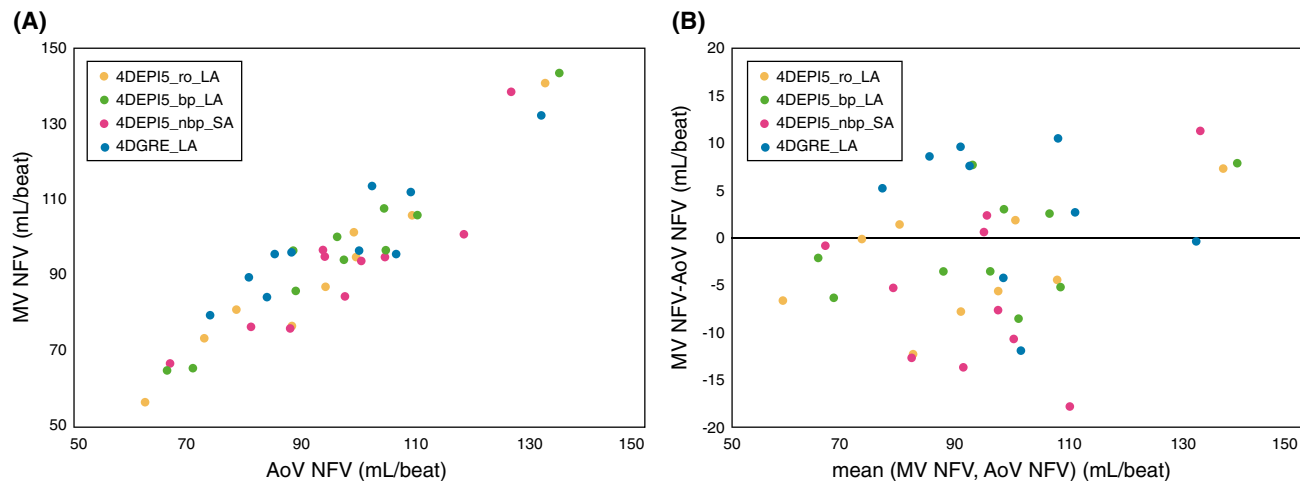 (A)
150
130
110
90
70
50
MV NFV (mL/beat)
4DEPI5_ro_LA
4DEPI5_bp_LA
4DEPI5_nbp_SA
4DGRE_LA
50 70 90 110 130 150
AoV NFV (mL/beat)
(B)
20
15
10
5
0
-5
-10
-15
-20
MV NFV-AoV NFV (mL/beat)
4DEPI5_ro_LA
4DEPI5_bp_LA
4DEPI5_nbp_SA
4DGRE_LA
50 70 90 110 130 150
mean (MV NFV, AoV NFV) (mL/beat)